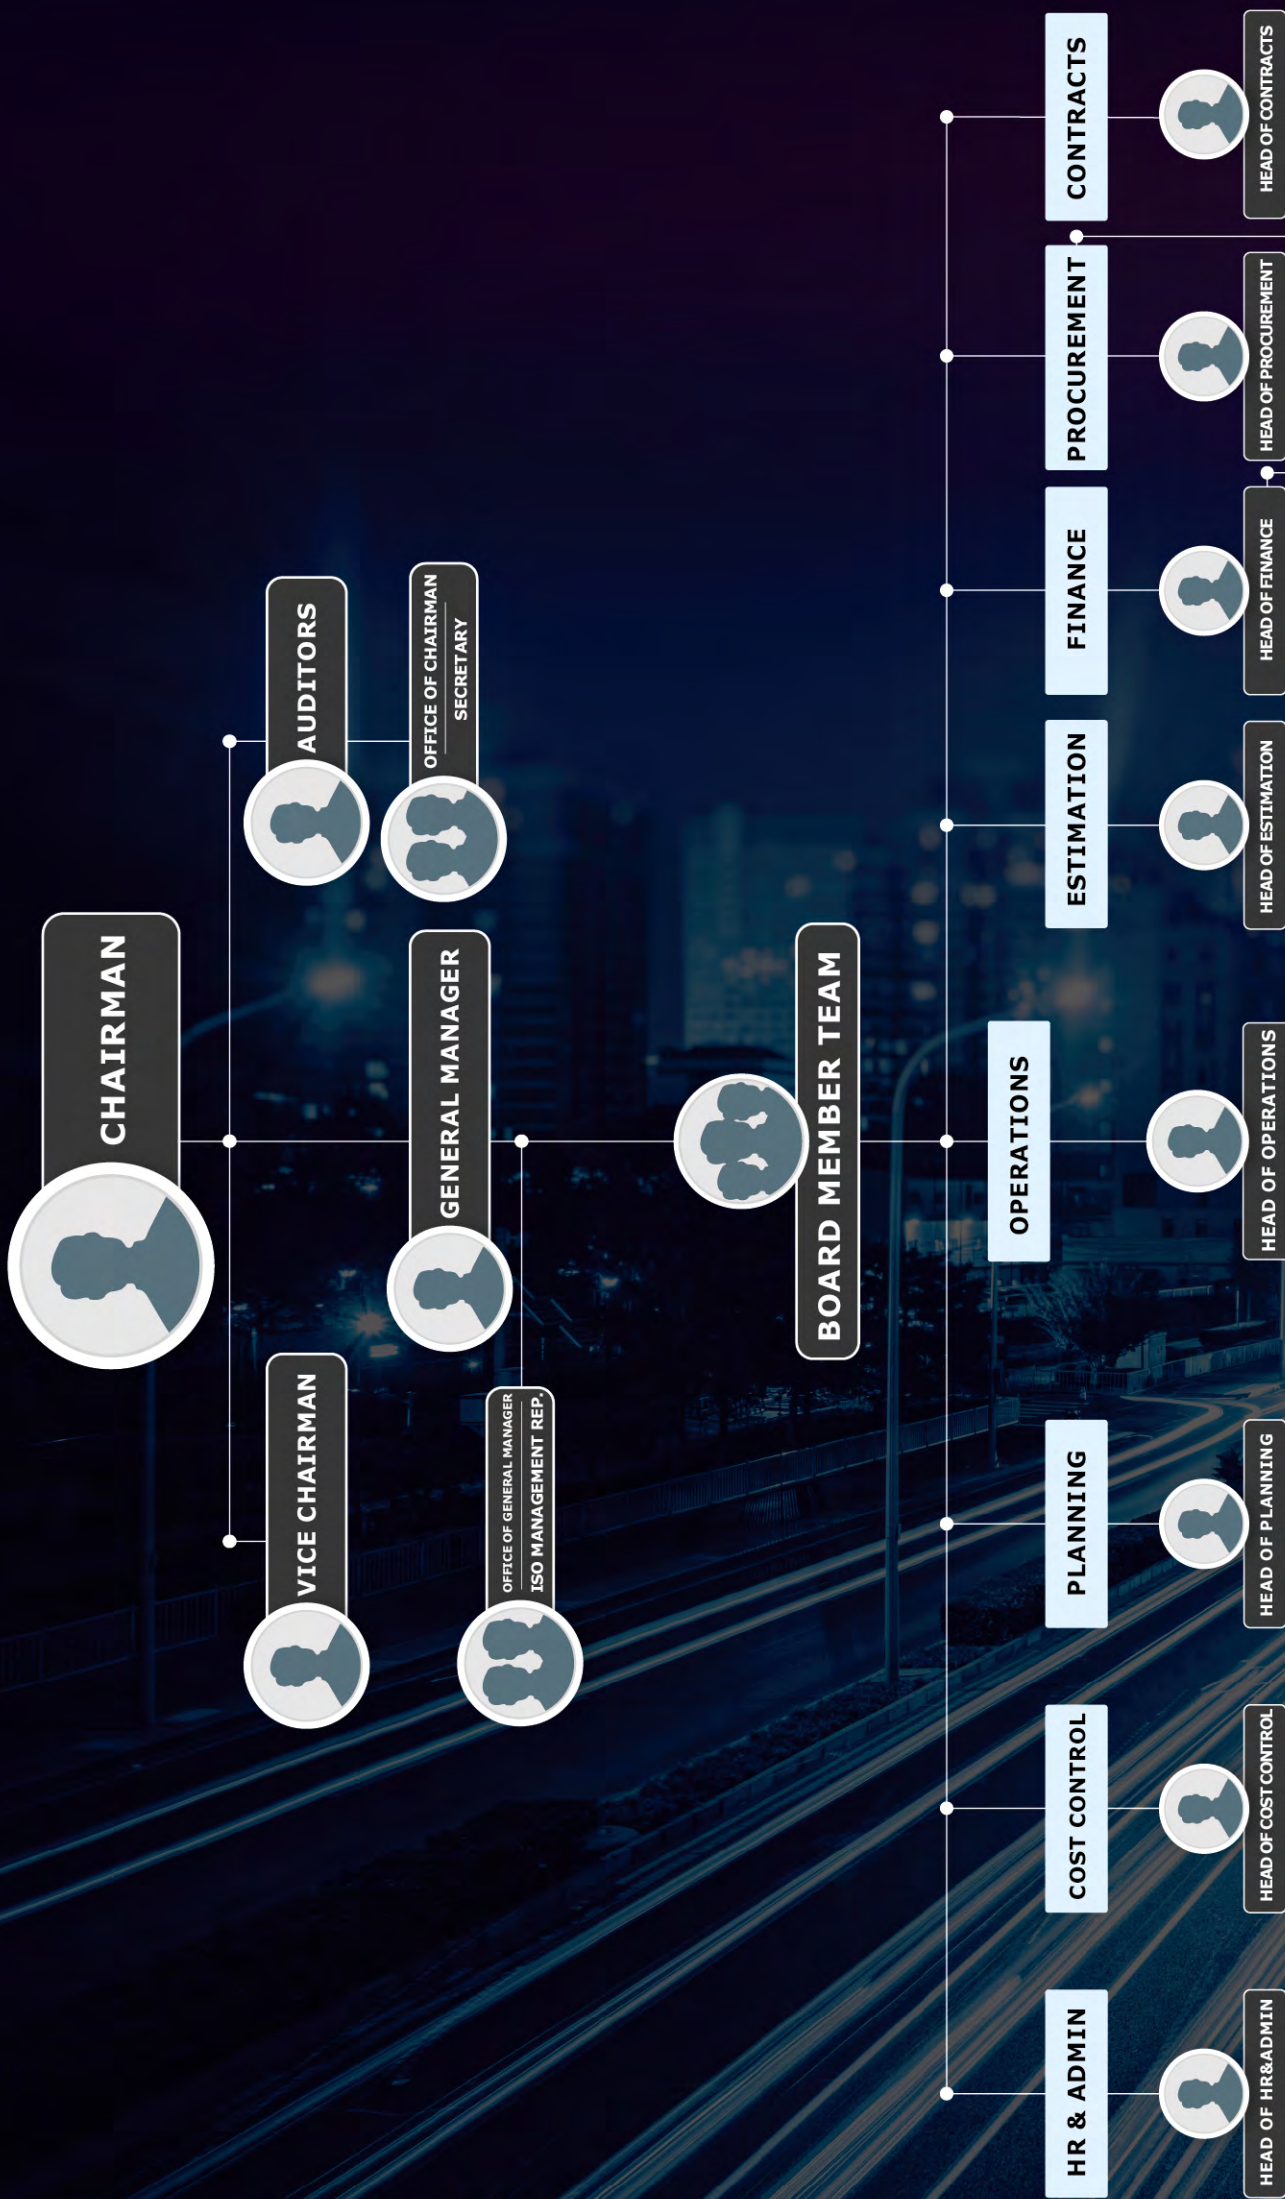 CHAIRMAN
VICE CHAIRMAN
AUDITORS
GENERAL MANAGER
OFFICE OF CHAIRMAN
SECRETARY
OFFICE OF GENERAL MANAGER
ISO MANAGEMENT REP.
BOARD MEMBER TEAM
OPERATIONS
HR & ADMIN
COST CONTROL
PLANNING
ESTIMATION
FINANCE
PROCUREMENT
CONTRACTS
HEAD OF HR&ADMIN
HEAD OF COST CONTROL
HEAD OF PLANNING
HEAD OF OPERATIONS
HEAD OF ESTIMATION
HEAD OF FINANCE
HEAD OF PROCUREMENT
HEAD OF CONTRACTS